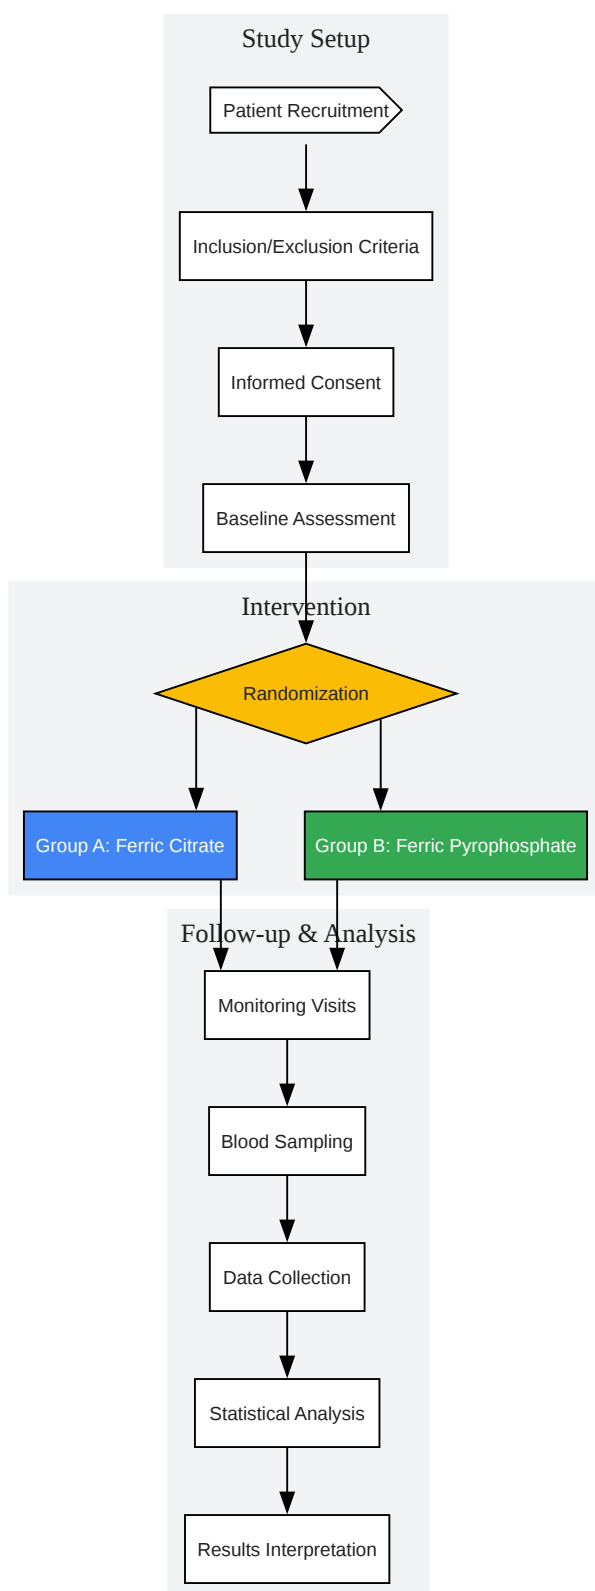 Study Setup
Patient Recruitment
Inclusion/Exclusion Criteria
Informed Consent
Baseline Assessment
Intervention
Randomization
Group A: Ferric Citrate
Group B: Ferric Pyrophosphate
Follow-up & Analysis
Monitoring Visits
Blood Sampling
Data Collection
Statistical Analysis
Results Interpretation